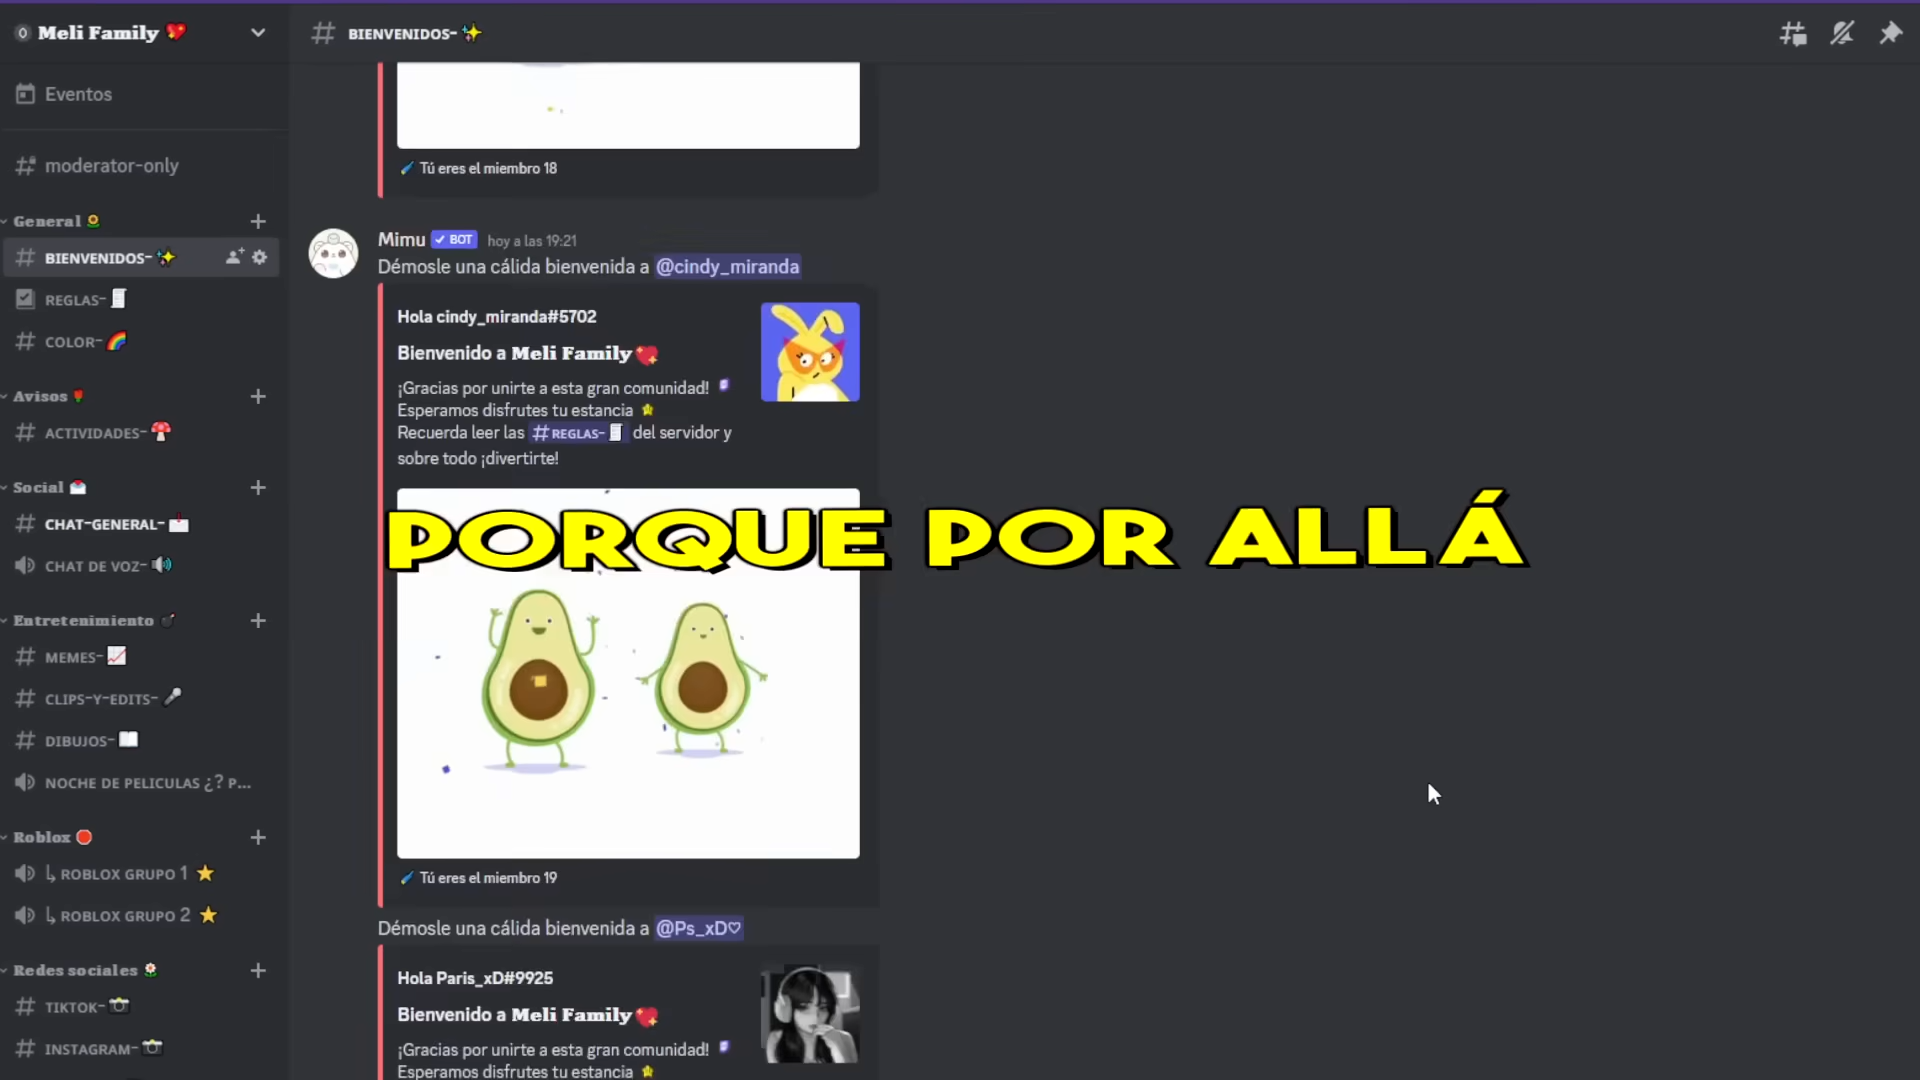 Meli Family
Eventos
moderator-only
General
BIENVENIDOS-
REGLAS-
COLOR-
Avisos
ACTIVIDADES-
Social
CHAT-GENERAL-
CHAT DE VOZ-
Entretenimiento
MEMES-
CLIPS-Y-EDITS-
DIBUJOS-
NOCHE DE PELICULAS ¿? P...
Roblox
ROBLOX GRUPO 1
ROBLOX GRUPO 2
Redes sociales
TIKTOK-
INSTAGRAM-
BIENVENIDOS-
Tú eres el miembro 18
Mimu BOT hoy a las 19:21
Démosle una cálida bienvenida a @cindy_miranda
Hola cindy_miranda#5702
Bienvenido a Meli Family
¡Gracias por unirte a esta gran comunidad!
Esperamos disfrutes tu estancia
Recuerda leer las #REGLAS- del servidor y
sobre todo ¡divertirte!
PORQUE POR ALLÁ
Tú eres el miembro 19
Démosle una cálida bienvenida a @Ps_xD♡
Hola Paris_xD#9925
Bienvenido a Meli Family
¡Gracias por unirte a esta gran comunidad!
Esperamos disfrutes tu estancia